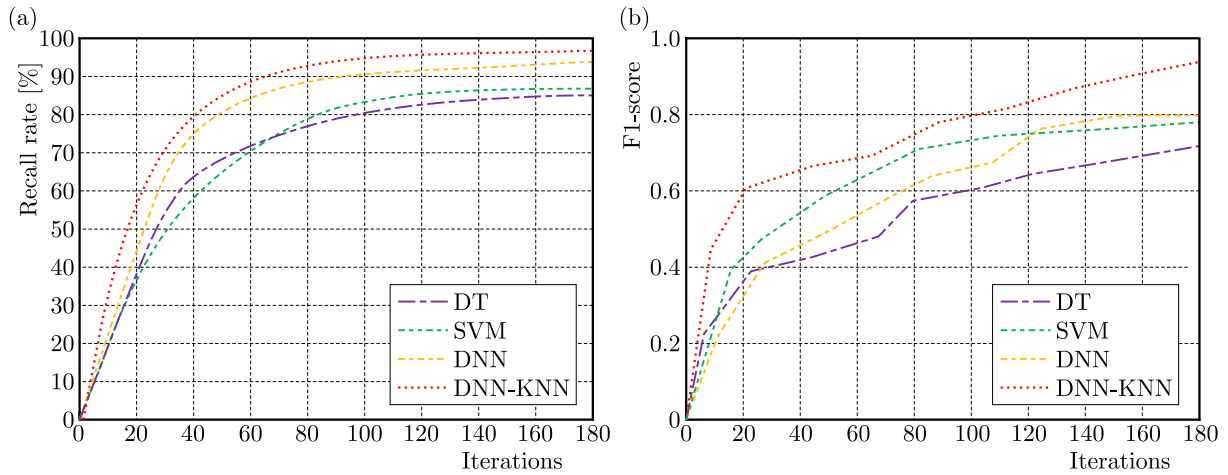 (a)
Recall rate [%]
100
90
80
70
60
50
40
30
20
10
0
0 20 40 60 80 100 120 140 160 180
Iterations
DT
SVM
DNN
DNN-KNN
(b)
F1-score
1.0
0.8
0.6
0.4
0.2
0
0 20 40 60 80 100 120 140 160 180
Iterations
DT
SVM
DNN
DNN-KNN